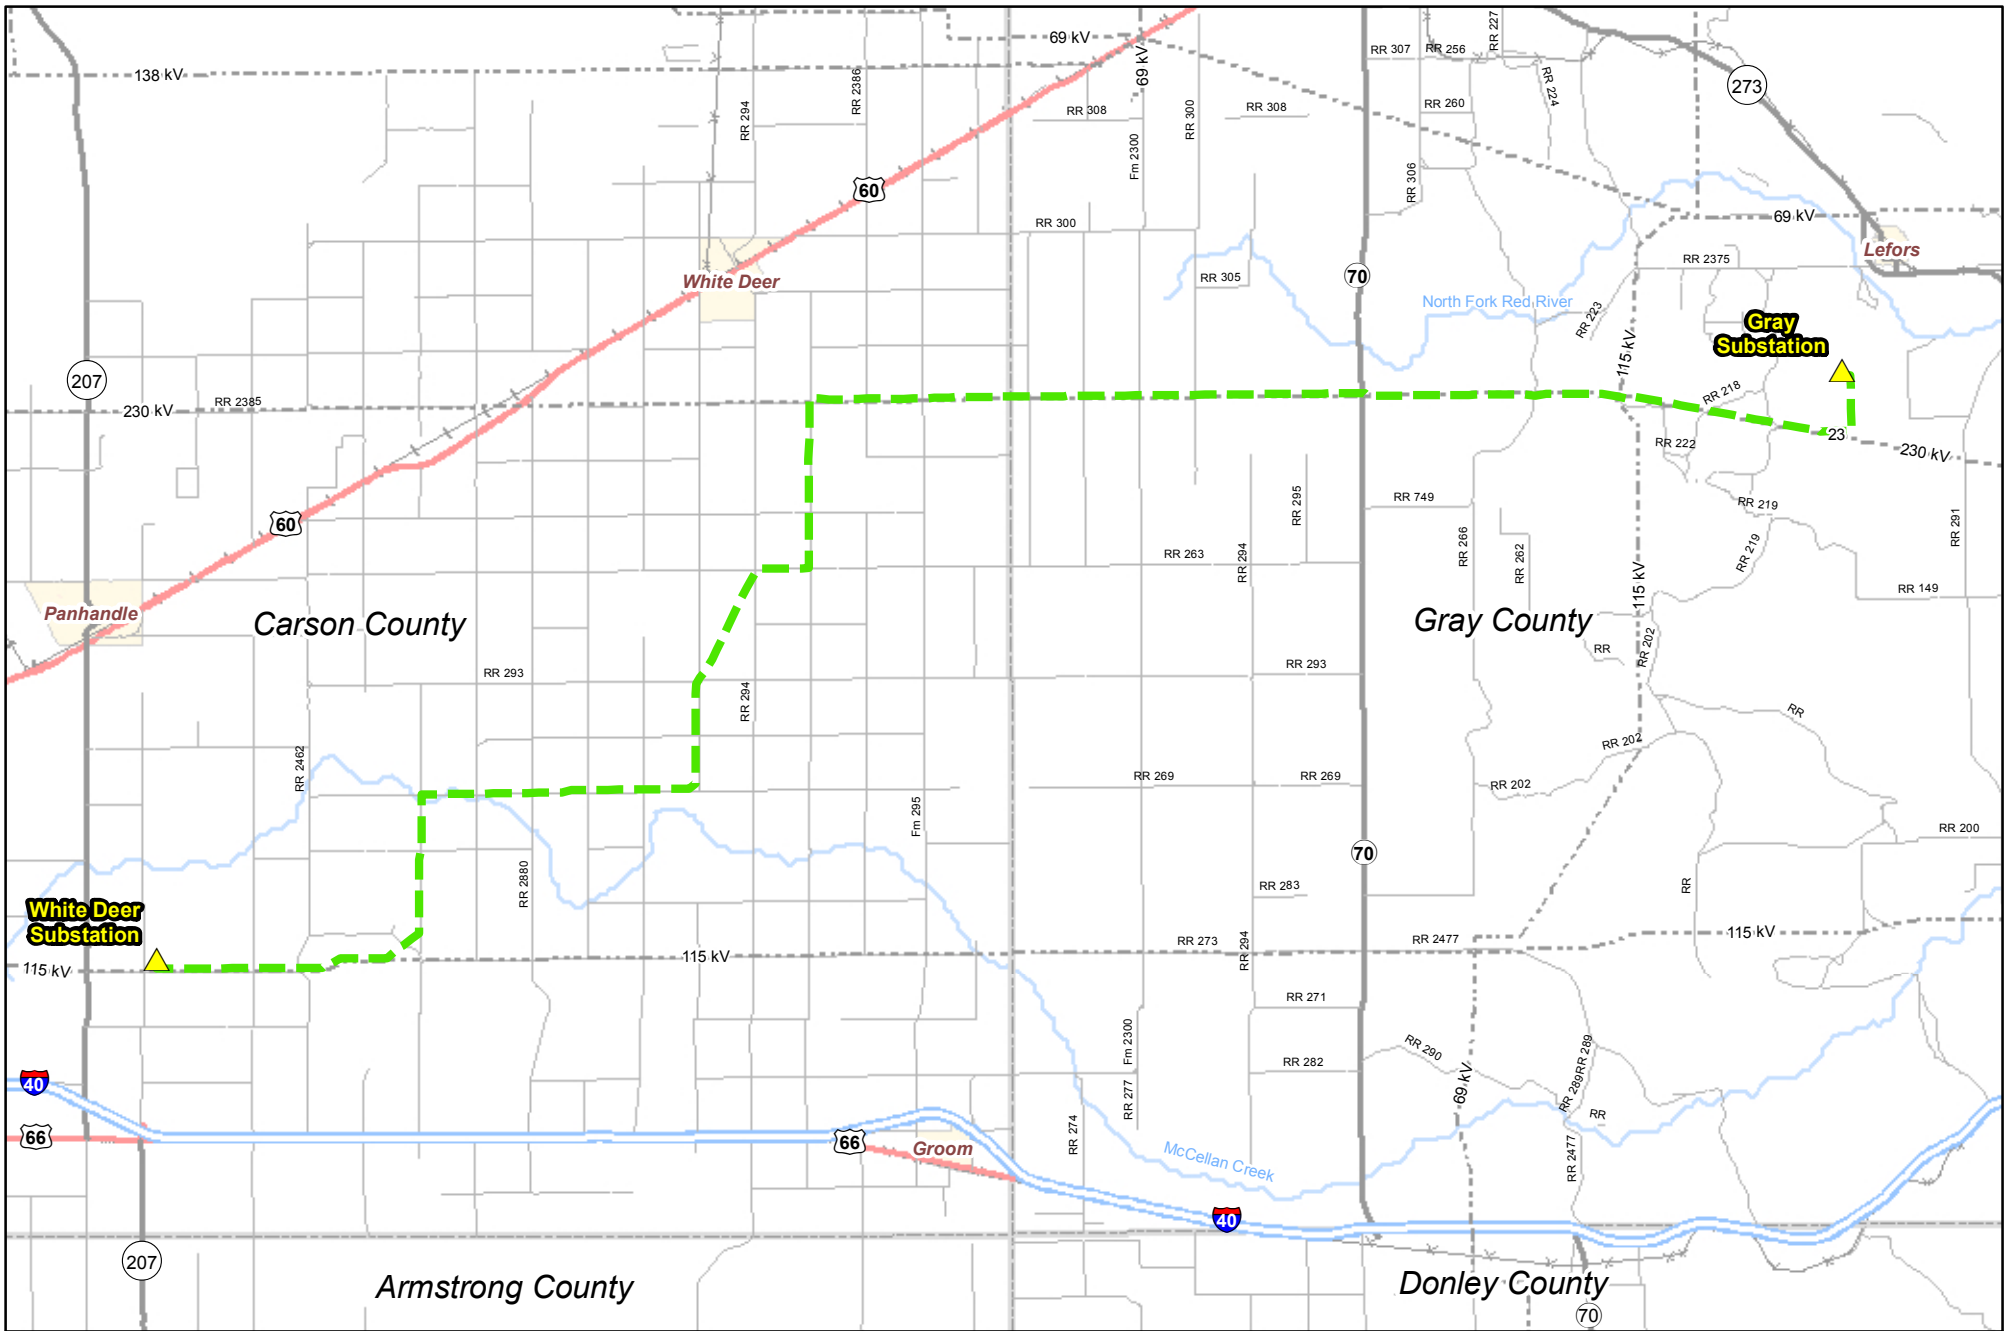 69 kV
RR 307
RR 256
RR 227
138 kV
69 kV
RR 224
273
RR 2386
RR 294
RR 308
RR 300
RR 308
RR 260
Fm 2300
RR 306
60
RR 300
69 kV
Lefors
White Deer
RR 305
70
RR 2375
North Fork Red River
RR 223
Gray
Substation
115 kV
207
230 kV
RR 2385
RR 218
23
RR 222
230 kV
60
RR 749
RR 295
RR 219
RR 291
RR 266
RR 262
RR 263
RR 294
RR 219
115 kV
RR 149
Panhandle
Carson County
Gray County
RR
RR 202
RR 293
RR 293
RR 294
RR
RR 202
RR 2462
RR 269
RR 269
RR 202
Fm 295
RR 200
70
RR 2880
RR 283
RR
White Deer
Substation
115 kV
115 kV
RR 273
RR 294
RR 2477
115 kV
RR 271
Fm 2300
RR 282
RR 290
RR 289
RR 289
69 kV
40
RR 277
RR
66
66
Groom
RR 274
McCellan Creek
RR 2477
40
207
Armstrong County
Donley County
70